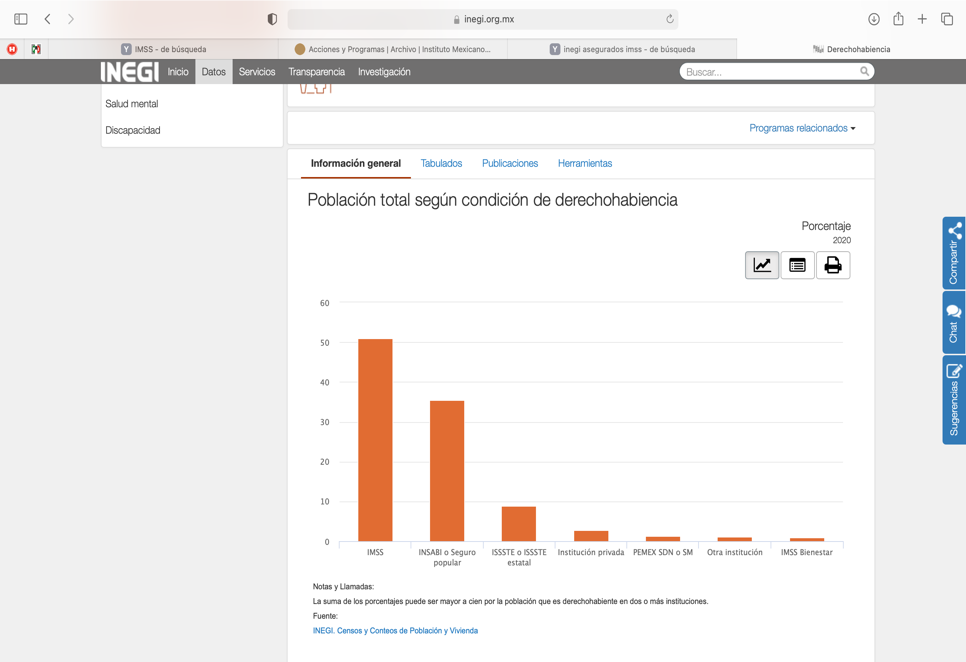 inegi.org.mx
H
M
Y IMSS - de búsqueda
Acciones y Programas | Archivo | Instituto Mexicano...
Y inegi asegurados imss - de búsqueda
Derechohabiencia
INEGI Inicio Datos Servicios Transparencia Investigación
Buscar...
Salud mental
Discapacidad
Programas relacionados
Información general Tabulados Publicaciones Herramientas
Población total según condición de derechohabiencia
Porcentaje
2020
60
50
40
30
20
10
0
IMSS
INSABI o Seguro
popular
ISSSTE o ISSSTE
estatal
Institución privada
PEMEX SDN o SM
Otra institución
IMSS Bienestar
Notas y Llamadas:
La suma de los porcentajes puede ser mayor a cien por la población que es derechohabiente en dos o más instituciones.
Fuente:
INEGI. Censos y Conteos de Población y Vivienda
Compartir
Chat
Sugerencias